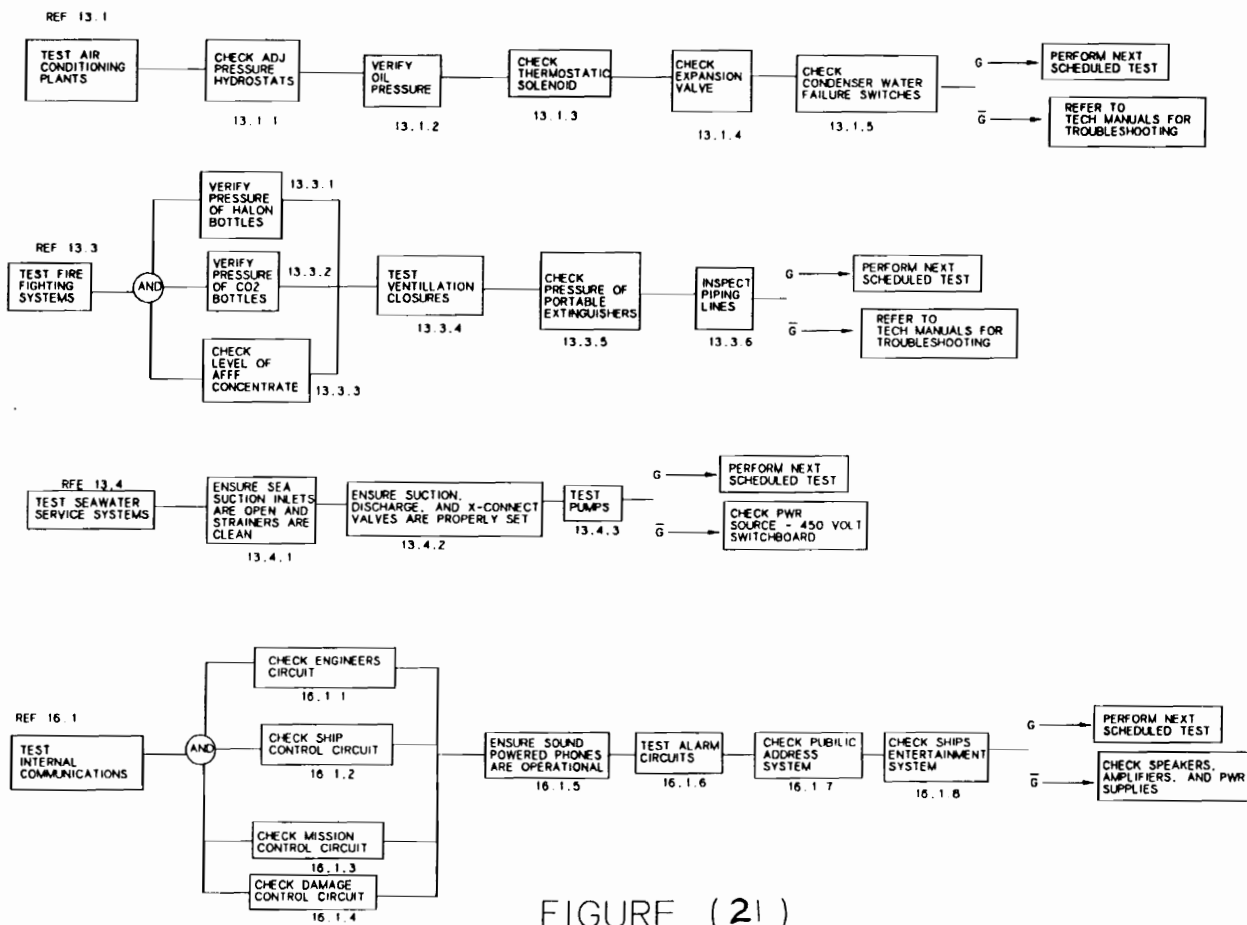 REF 13.1
TEST AIR
CONDITIONING
PLANTS
CHECK ADJ
PRESSURE
HYDROSTATS
13.1.1
VERIFY
OIL
PRESSURE
13.1.2
CHECK
THERMOSTATIC
SOLENOID
13.1.3
CHECK
EXPANSION
VALVE
13.1.4
CHECK
CONDENSER WATER
FAILURE SWITCHES
13.1.5
G
PERFORM NEXT
SCHEDULED TEST
G̅
REFER TO
TECH MANUALS FOR
TROUBLESHOOTING
REF 13.3
TEST FIRE
FIGHTING
SYSTEMS
AND
VERIFY
PRESSURE
OF HALON
BOTTLES
13.3.1
VERIFY
PRESSURE
OF CO2
BOTTLES
13.3.2
CHECK
LEVEL OF
AFFF
CONCENTRATE
13.3.3
TEST
VENTILLATION
CLOSURES
13.3.4
CHECK
PRESSURE OF
PORTABLE
EXTINGUISHERS
13.3.5
INSPECT
PIPING
LINES
13.3.6
G
PERFORM NEXT
SCHEDULED TEST
G̅
REFER TO
TECH MANUALS FOR
TROUBLESHOOTING
RFE 13.4
TEST SEAWATER
SERVICE SYSTEMS
ENSURE SEA
SUCTION INLETS
ARE OPEN AND
STRAINERS ARE
CLEAN
13.4.1
ENSURE SUCTION,
DISCHARGE, AND X-CONNECT
VALVES ARE PROPERLY SET
13.4.2
TEST
PUMPS
13.4.3
G
PERFORM NEXT
SCHEDULED TEST
G̅
CHECK PWR
SOURCE - 450 VOLT
SWITCHBOARD
REF 16.1
TEST
INTERNAL
COMMUNICATIONS
AND
CHECK ENGINEERS
CIRCUIT
16.1.1
CHECK SHIP
CONTROL CIRCUIT
16.1.2
CHECK MISSION
CONTROL CIRCUIT
16.1.3
CHECK DAMAGE
CONTROL CIRCUIT
16.1.4
ENSURE SOUND
POWERED PHONES
ARE OPERATIONAL
16.1.5
TEST ALARM
CIRCUITS
16.1.6
CHECK PUBILIC
ADDRESS
SYSTEM
16.1.7
CHECK SHIPS
ENTERTAINMENT
SYSTEM
16.1.8
G
PERFORM NEXT
SCHEDULED TEST
G̅
CHECK SPEAKERS,
AMPLIFIERS, AND PWR
SUPPLIES
FIGURE (21)